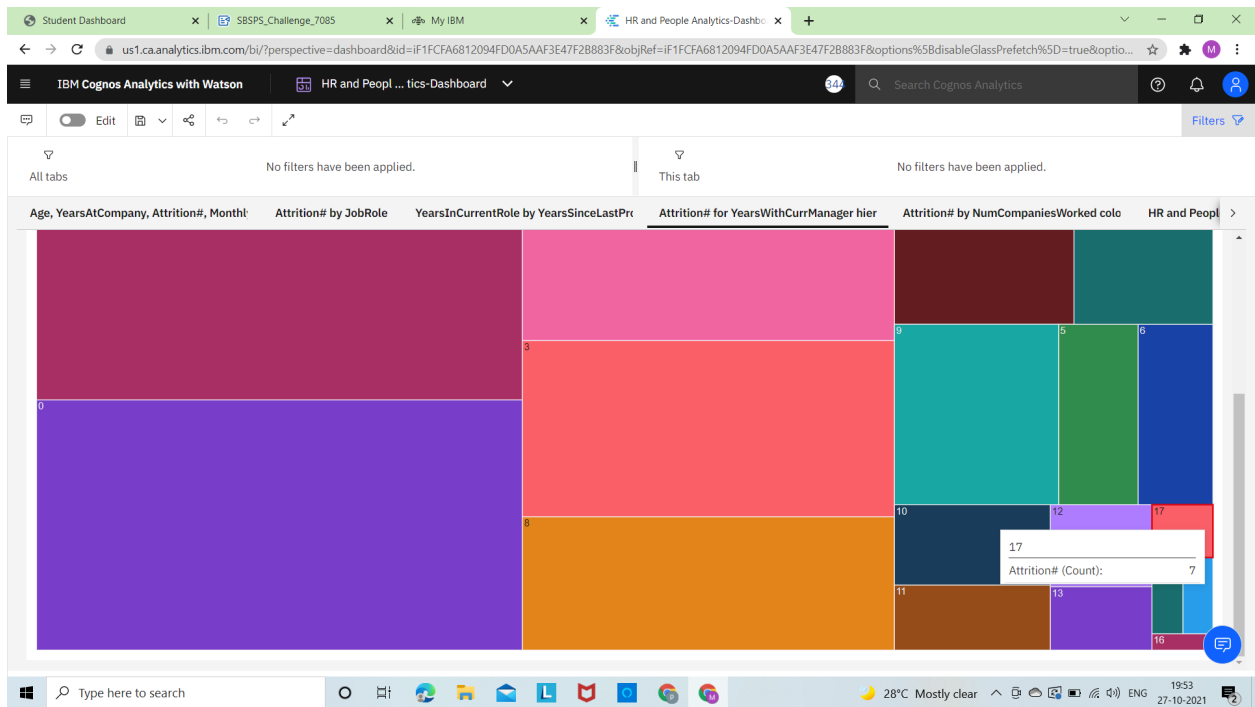 Student Dashboard
SBSPS_Challenge_7085
My IBM
HR and People Analytics-Dashbo
us1.ca.analytics.ibm.com/bi/?perspective=dashboard&id=iF1FCFA6812094FD0A5AAF3E47F2B883F&objRef=iF1FCFA6812094FD0A5AAF3E47F2B883F&options%5BdisableGlassPrefetch%5D=true&optio...
M
IBM Cognos Analytics with Watson
HR and Peopl ... tics-Dashboard
344
Search Cognos Analytics
Edit
Filters
All tabs
No filters have been applied.
This tab
No filters have been applied.
Age, YearsAtCompany, Attrition#, Monthl
Attrition# by JobRole
YearsInCurrentRole by YearsSinceLastPr
Attrition# for YearsWithCurrManager hier
Attrition# by NumCompaniesWorked colo
HR and Peopl
0
3
8
9
5
6
10
12
17
17
Attrition# (Count): 7
11
13
16
Type here to search
28°C Mostly clear
ENG
19:53
27-10-2021
2